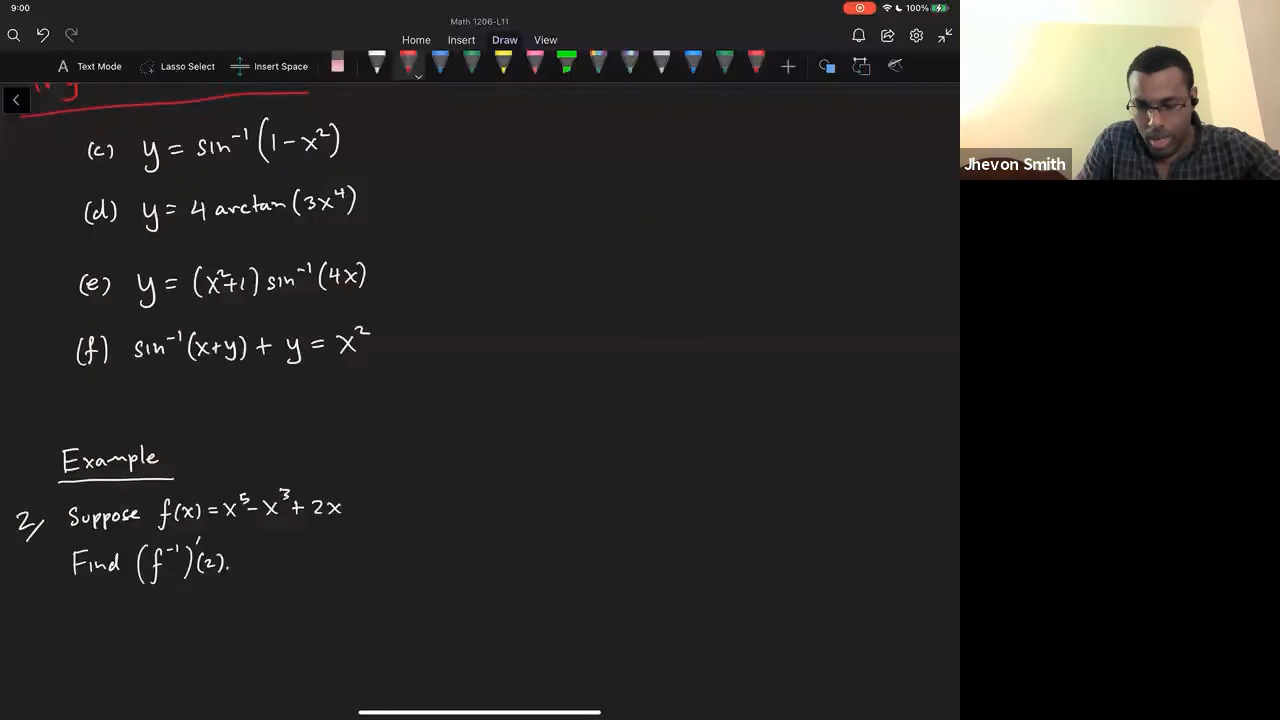 9:00
100%
Math 1206-L11
Home Insert Draw View
Text Mode Lasso Select Insert Space
(c) y = sin⁻¹(1-x²)
(d) y = 4 arctan(3x⁴)
(e) y = (x²+1) sin⁻¹(4x)
(f) sin⁻¹(x+y) + y = x²
Example
2/ Suppose f(x) = x⁵-x³+2x
Find (f⁻¹)'(2).
Jhevon Smith